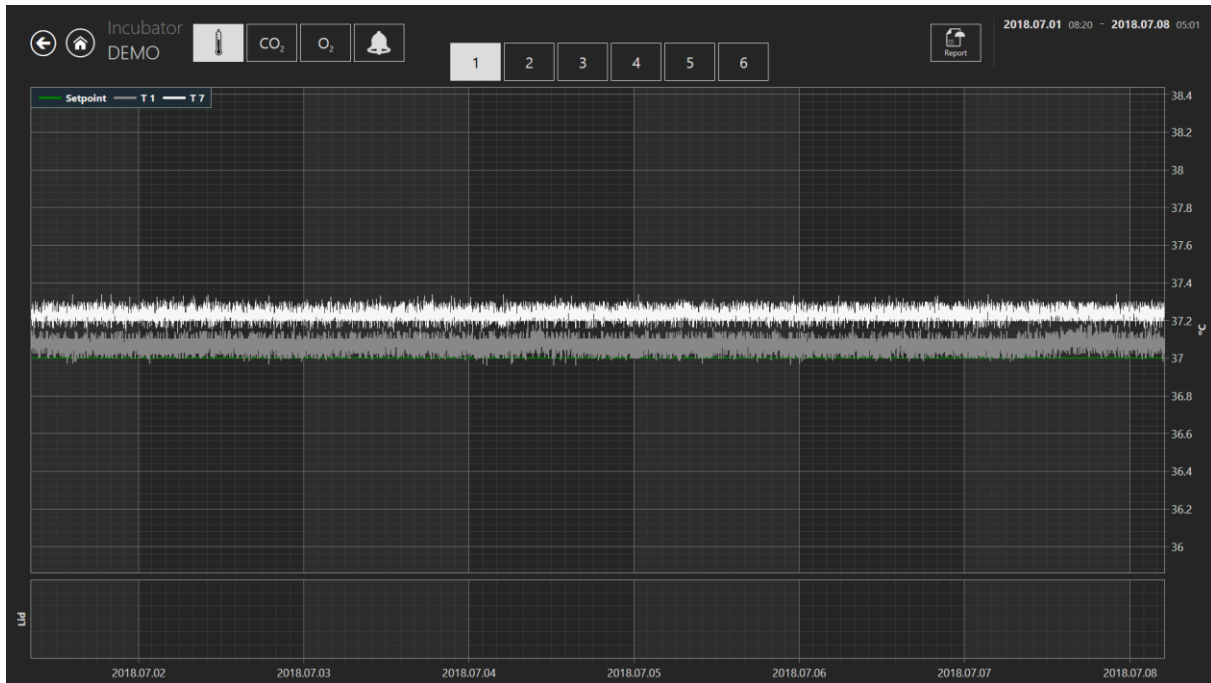 Incubator
DEMO
CO₂
O₂
1 2 3 4 5 6
Report
2018.07.01 08:20 - 2018.07.08 05:01
Setpoint T 1 T 7
38.4
38.2
38
37.8
37.6
37.4
37.2
°C
37
36.8
36.6
36.4
36.2
36
Lid
2018.07.02 2018.07.03 2018.07.04 2018.07.05 2018.07.06 2018.07.07 2018.07.08